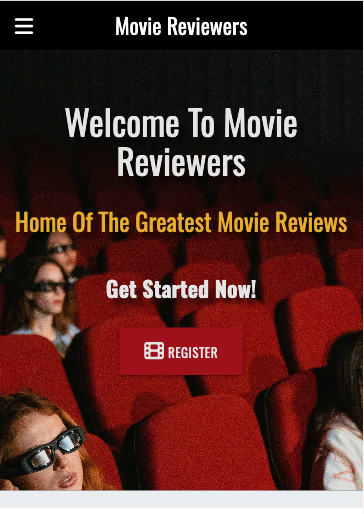 Movie Reviewers
Welcome To Movie
Reviewers
Home Of The Greatest Movie Reviews
Get Started Now!
REGISTER